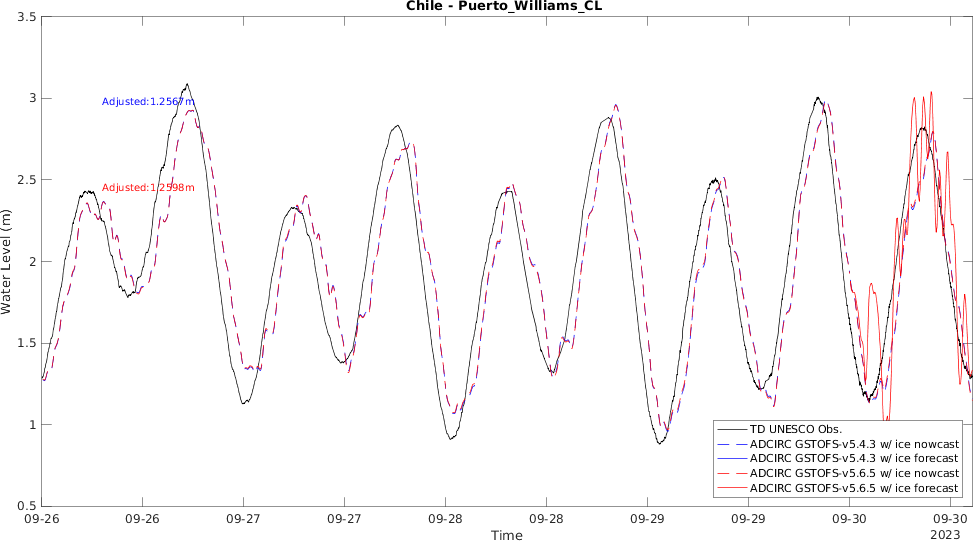 Chile - Puerto_Williams_CL
3.5
3
2.5
2
1.5
1
0.5
Water Level (m)
Adjusted:1.2567m
Adjusted:1.2598m
TD UNESCO Obs.
ADCIRC GSTOFS-v5.4.3 w/ ice nowcast
ADCIRC GSTOFS-v5.4.3 w/ ice forecast
ADCIRC GSTOFS-v5.6.5 w/ ice nowcast
ADCIRC GSTOFS-v5.6.5 w/ ice forecast
09-26 09-26 09-27 09-27 09-28 09-28 09-29 09-29 09-30 09-30
2023
Time